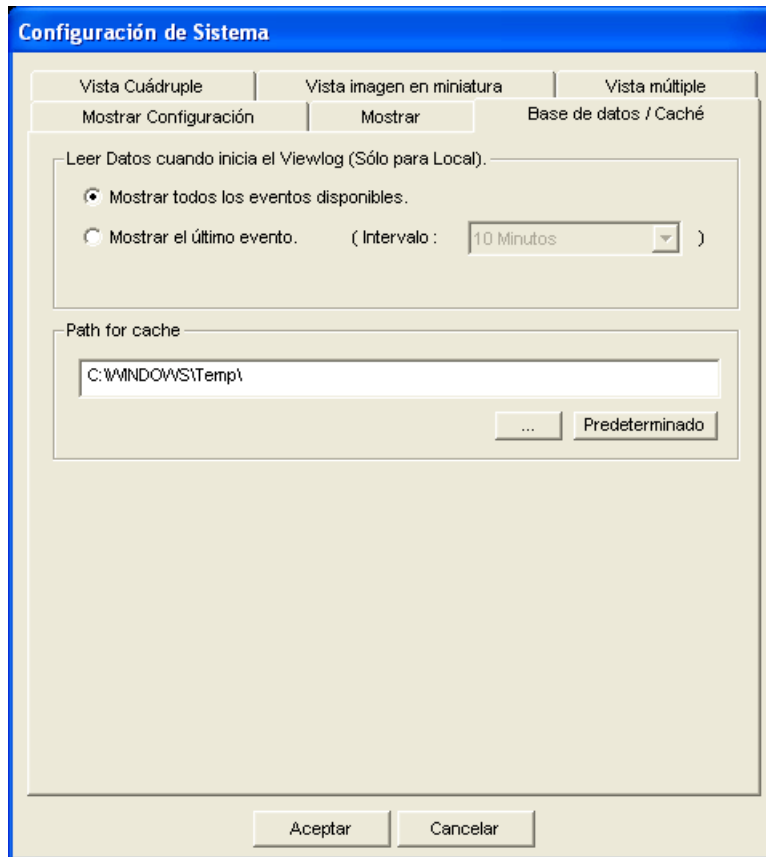 Configuración de Sistema
Vista Cuádruple Vista imagen en miniatura Vista múltiple
Mostrar Configuración Mostrar Base de datos / Caché
Leer Datos cuando inicia el Viewlog (Sólo para Local).
Mostrar todos los eventos disponibles.
Mostrar el último evento. ( Intervalo : 10 Minutos )
Path for cache
C:\WINDOWS\Temp\
... Predeterminado
Aceptar Cancelar